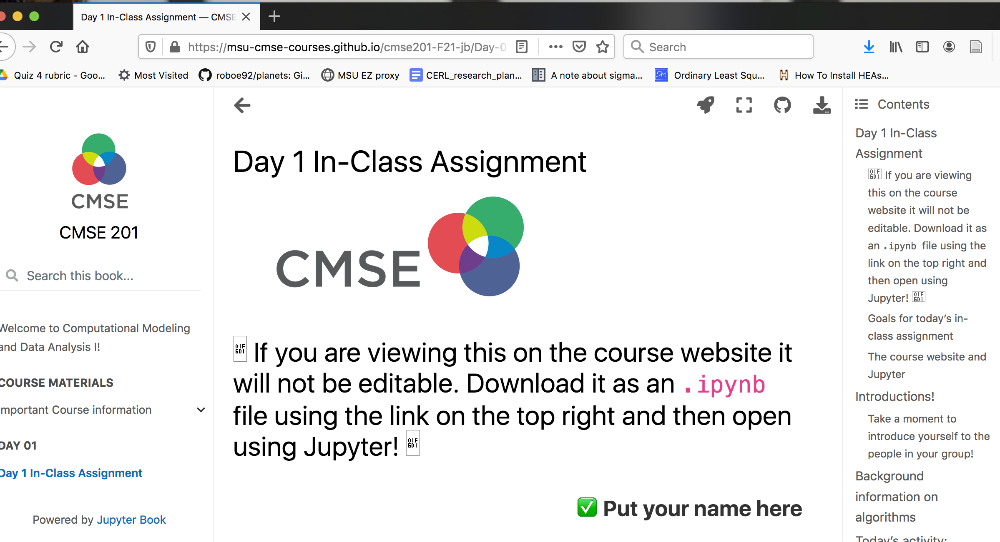 Day 1 In-Class Assignment — CMSE
https://msu-cmse-courses.github.io/cmse201-F21-jb/Day-0
Search
Quiz 4 rubric - Goo...
Most Visited
roboe92/planets: Gi...
MSU EZ proxy
CERL_research_plan...
A note about sigma...
SM
Ordinary Least Squ...
H
How To Install HEAs...
CMSE
CMSE 201
Search this book...
Welcome to Computational Modeling
and Data Analysis I!
COURSE MATERIALS
mportant Course information
DAY 01
Day 1 In-Class Assignment
Powered by Jupyter Book
Day 1 In-Class Assignment
CMSE
If you are viewing this on the course website it
will not be editable. Download it as an .ipynb
file using the link on the top right and then open
using Jupyter!
✅ Put your name here
Contents
Day 1 In-Class
Assignment
If you are viewing
this on the course
website it will not be
editable. Download it as
an .ipynb file using the
link on the top right and
then open using
Jupyter!
Goals for today's in-
class assignment
The course website and
Jupyter
Introductions!
Take a moment to
introduce yourself to the
people in your group!
Background
information on
algorithms
Today's activity: